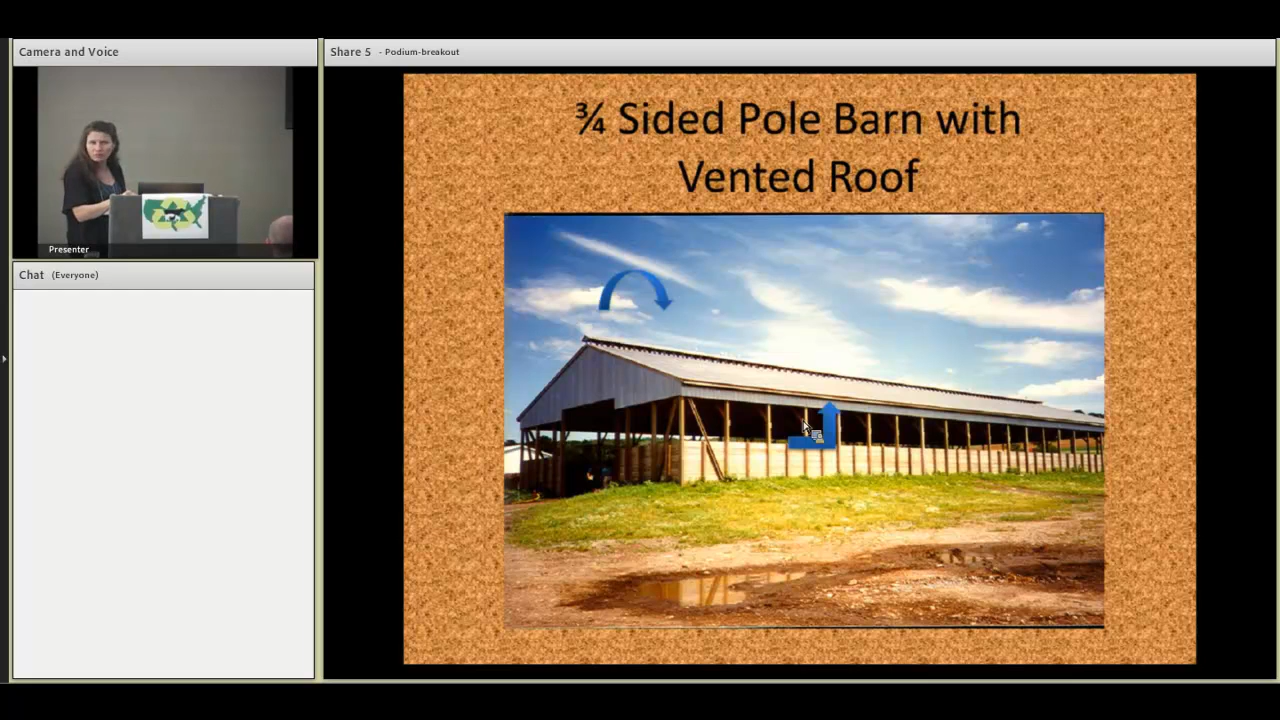 Camera and Voice
Presenter
Chat (Everyone)
Share 5 - Podium-breakout
¾ Sided Pole Barn with
Vented Roof